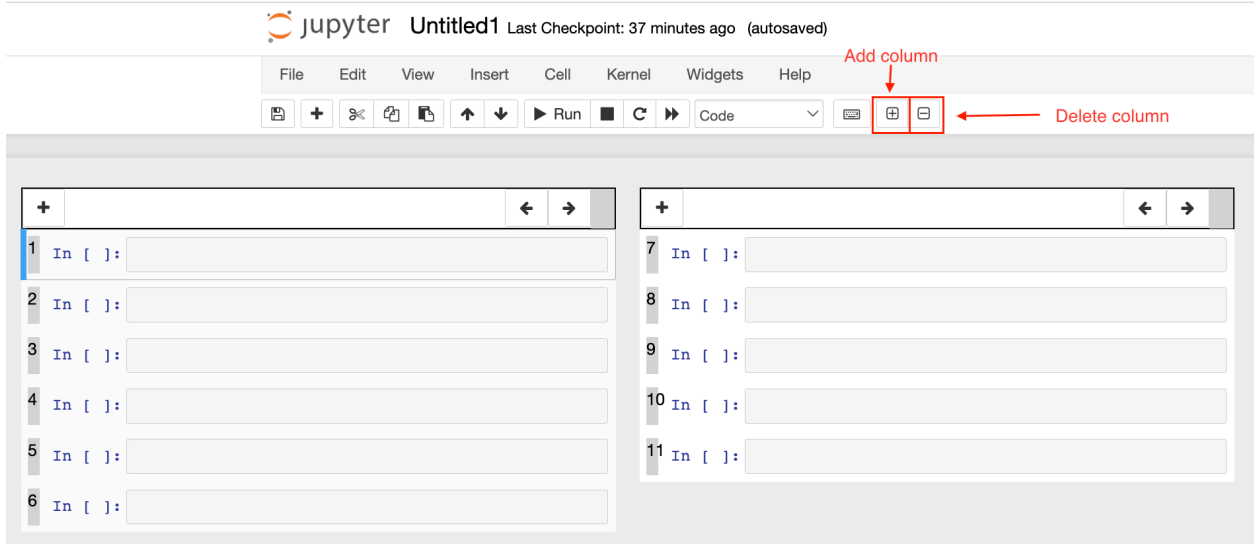 jupyter Untitled1 Last Checkpoint: 37 minutes ago (autosaved)
Add column
File Edit View Insert Cell Kernel Widgets Help
Run Code
Delete column
1 In [ ]:
2 In [ ]:
3 In [ ]:
4 In [ ]:
5 In [ ]:
6 In [ ]:
7 In [ ]:
8 In [ ]:
9 In [ ]:
10 In [ ]:
11 In [ ]: